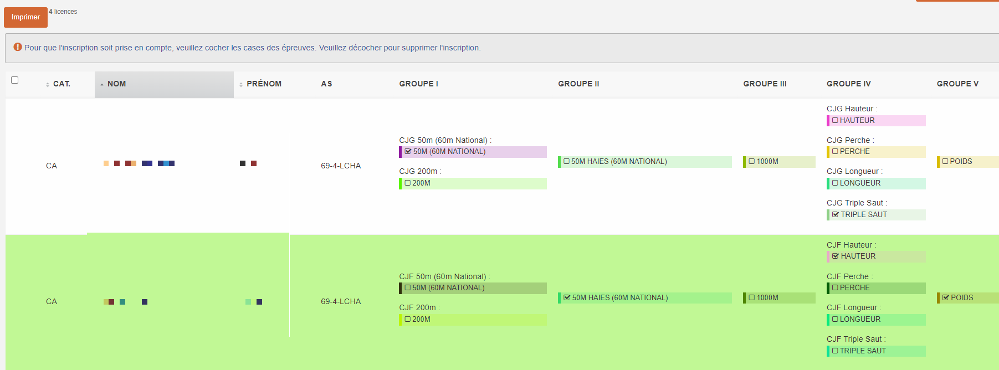 Imprimer
4 licences
Pour que l'inscription soit prise en compte, veuillez cocher les cases des épreuves. Veuillez décocher pour supprimer l'inscription.
CAT. NOM PRÉNOM AS GROUPE I GROUPE II GROUPE III GROUPE IV GROUPE V
CJG Hauteur :
HAUTEUR
CJG 50m (60m National) : CJG Perche :
50M (60M NATIONAL) PERCHE
CA 69-4-LCHA 50M HAIES (60M NATIONAL) 1000M POIDS
CJG 200m : CJG Longueur :
200M LONGUEUR
CJG Triple Saut :
TRIPLE SAUT
CJF Hauteur :
HAUTEUR
CJF 50m (60m National) : CJF Perche :
50M (60M NATIONAL) PERCHE
CA 69-4-LCHA 50M HAIES (60M NATIONAL) 1000M POIDS
CJF 200m : CJF Longueur :
200M LONGUEUR
CJF Triple Saut :
TRIPLE SAUT